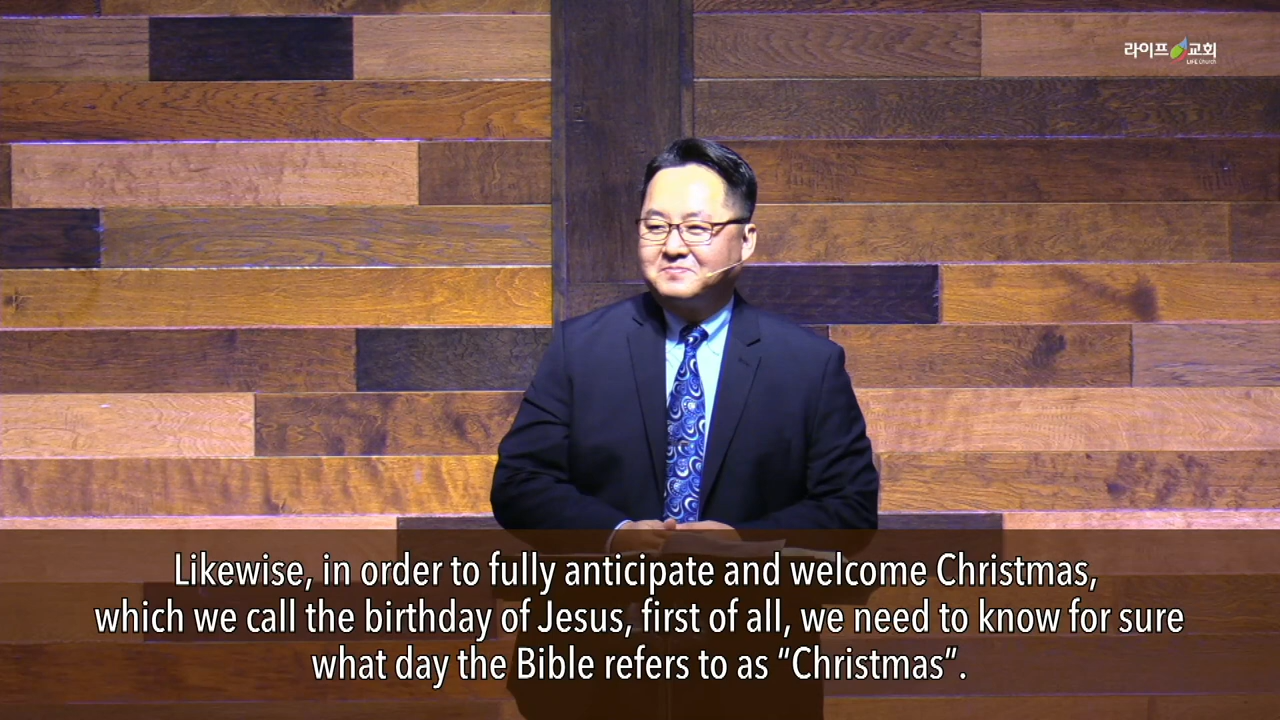 라이프 교회
LIFE Church
Likewise, in order to fully anticipate and welcome Christmas,
which we call the birthday of Jesus, first of all, we need to know for sure
what day the Bible refers to as “Christmas”.